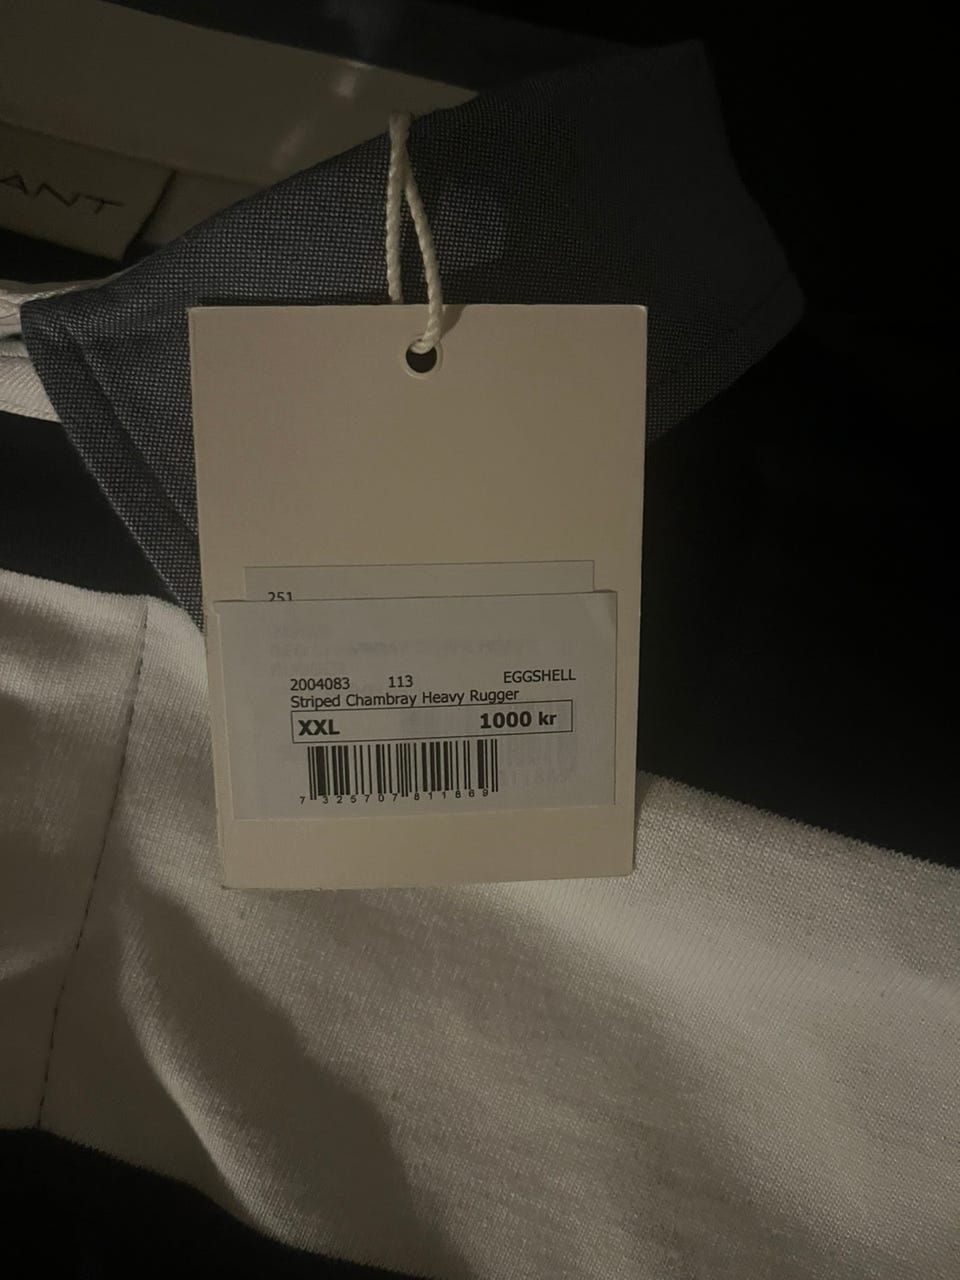 ANT
251
2004083 113 EGGSHELL
Striped Chambray Heavy Rugger
XXL 1000 kr
7 325707 811869